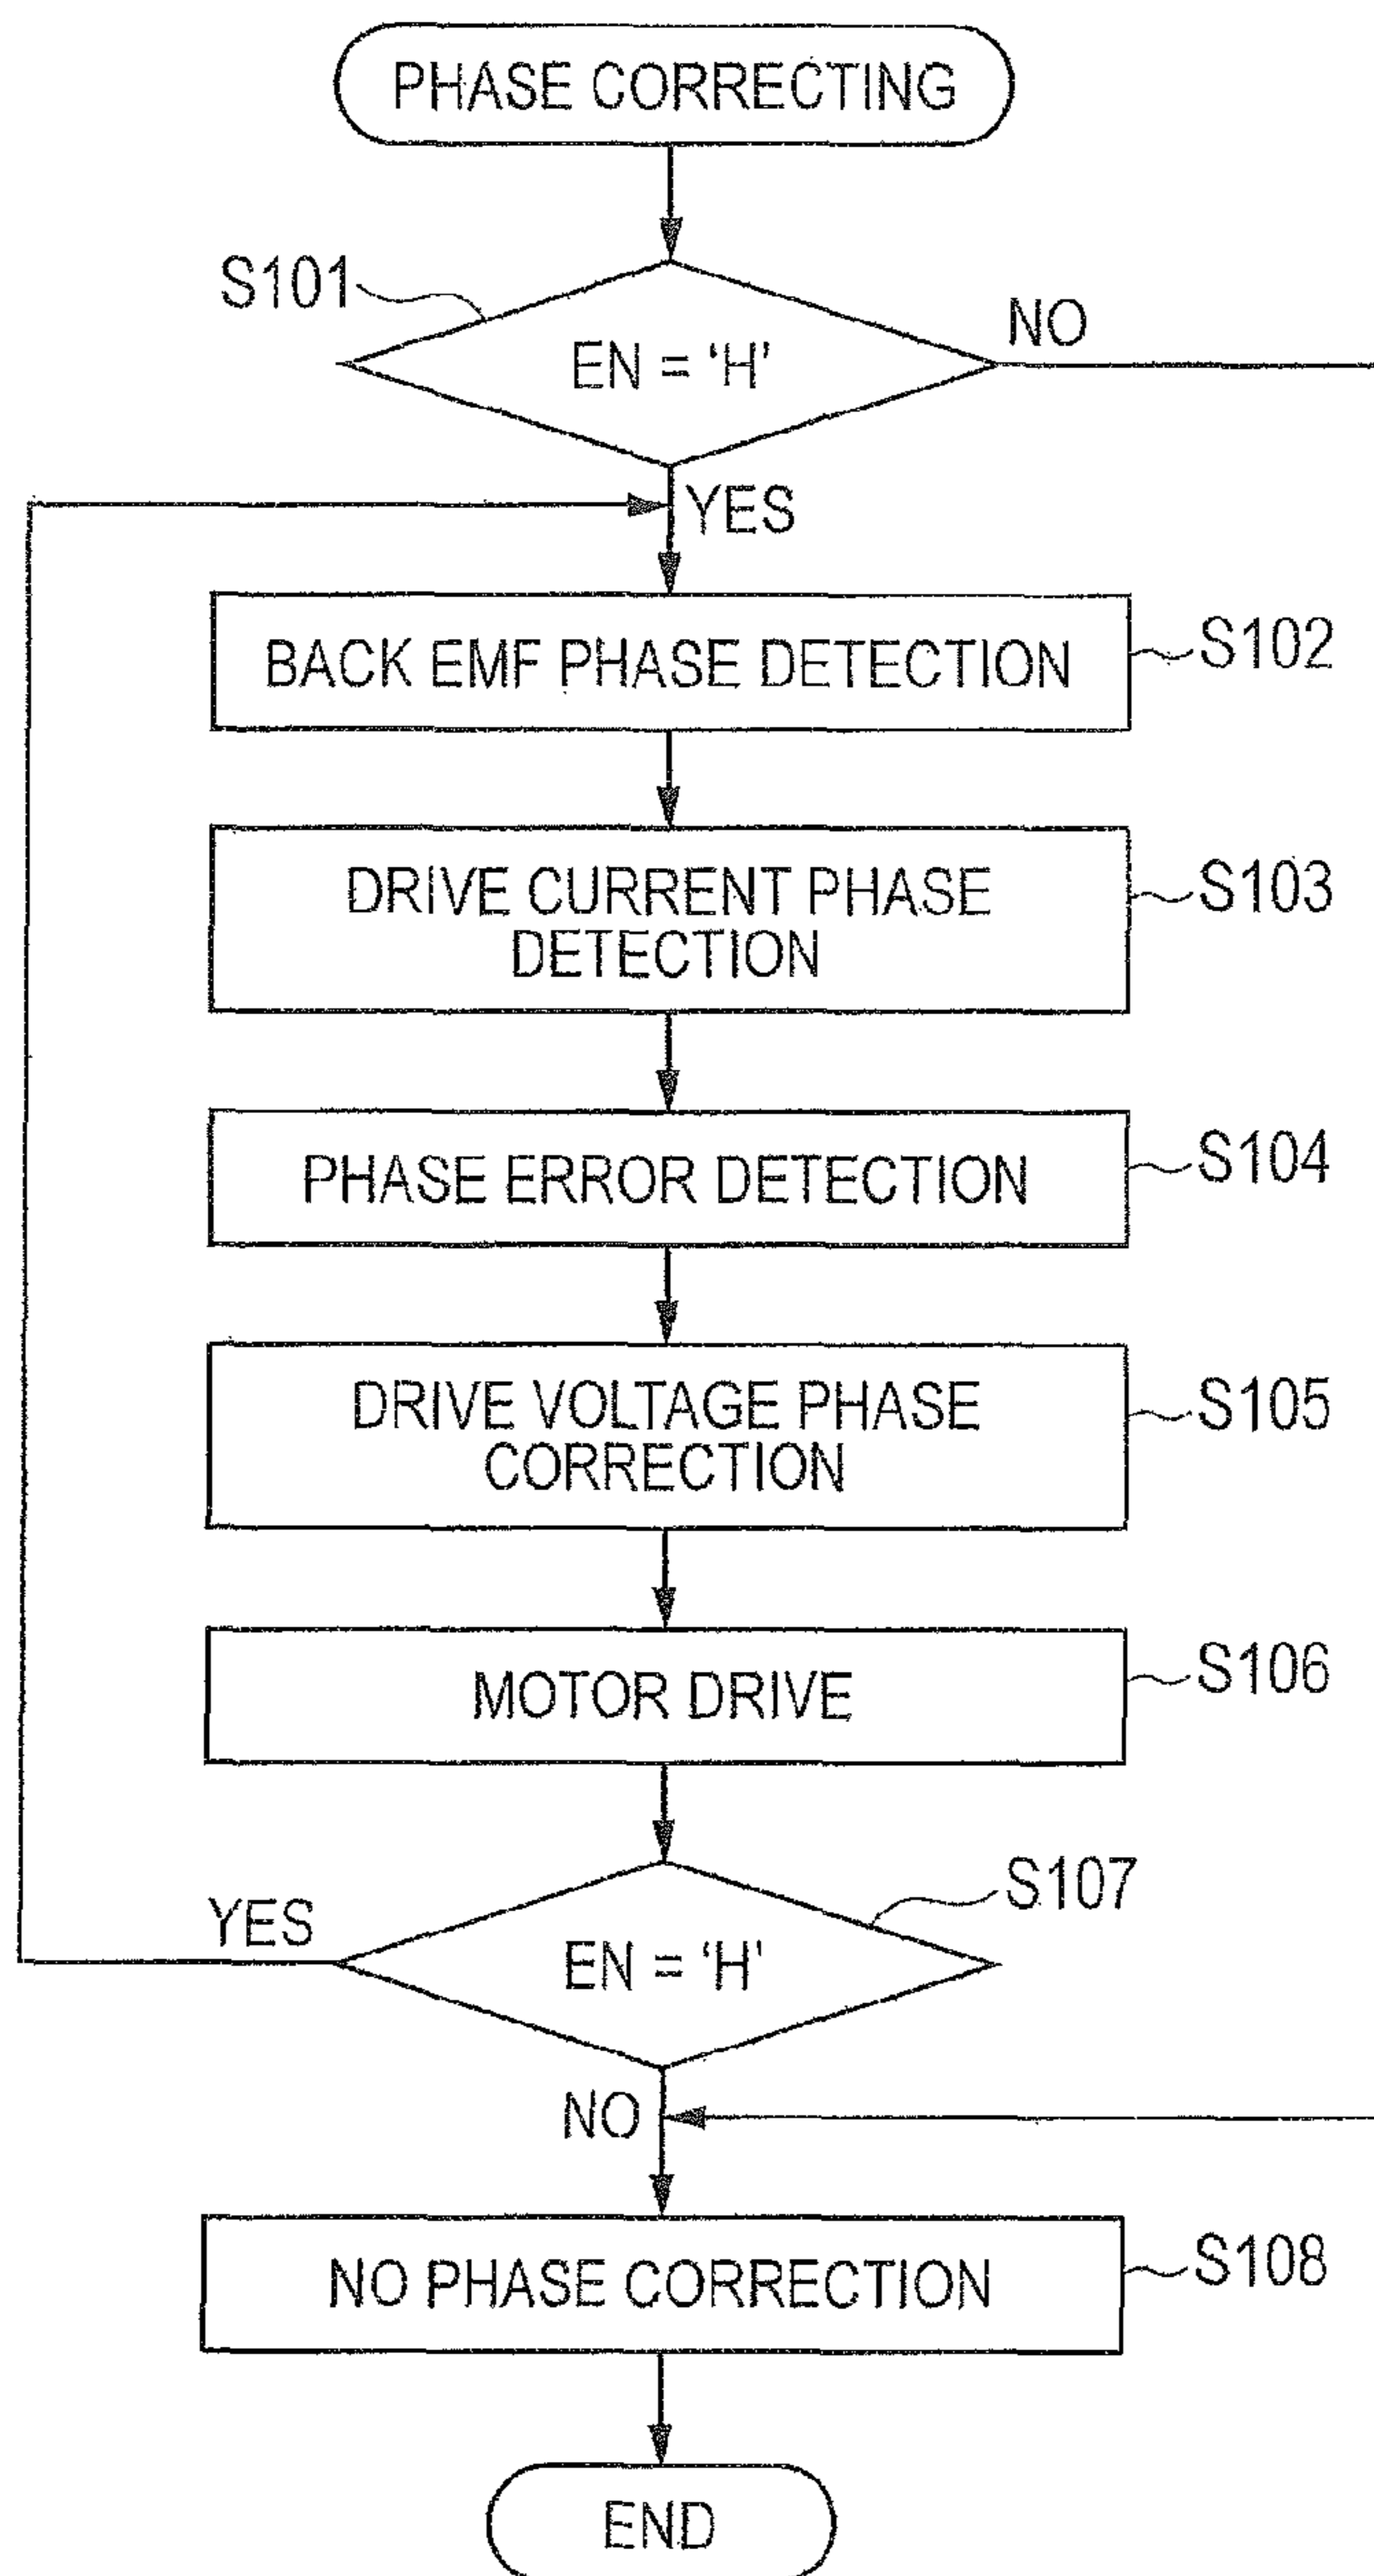 PHASE CORRECTING
S101
EN = ‘H’
NO
YES
BACK EMF PHASE DETECTION
S102
DRIVE CURRENT PHASE
DETECTION
S103
PHASE ERROR DETECTION
S104
DRIVE VOLTAGE PHASE
CORRECTION
S105
MOTOR DRIVE
S106
S107
YES
EN = ‘H’
NO
NO PHASE CORRECTION
S108
END